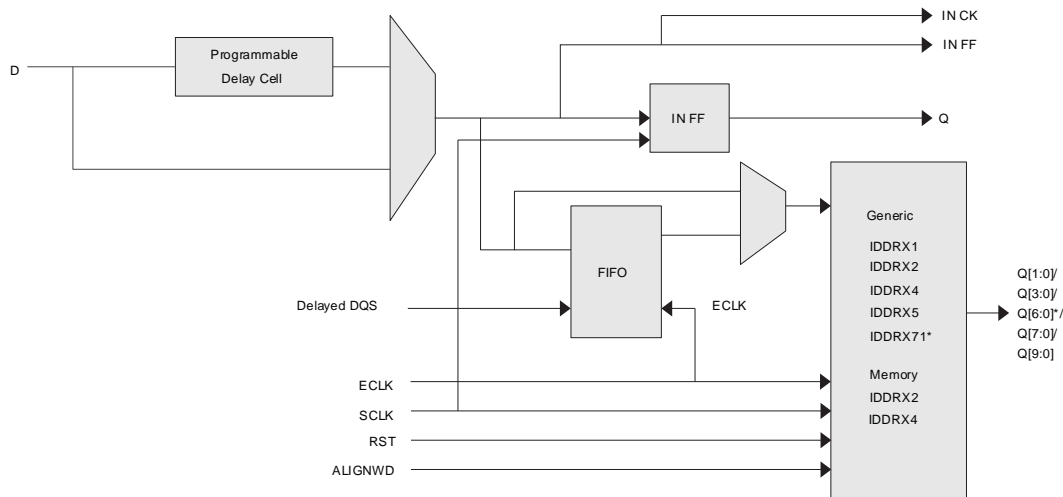 IN CK
IN FF
D
Programmable
Delay Cell
IN FF
Q
Generic
IDDRX1
IDDRX2
IDDRX4
IDDRX5
IDDRX71*
Memory
IDDRX2
IDDRX4
FIFO
Delayed DQS
ECLK
Q[1:0]/
Q[3:0]/
Q[6:0]*/
Q[7:0]/
Q[9:0]
ECLK
SCLK
RST
ALIGNWD